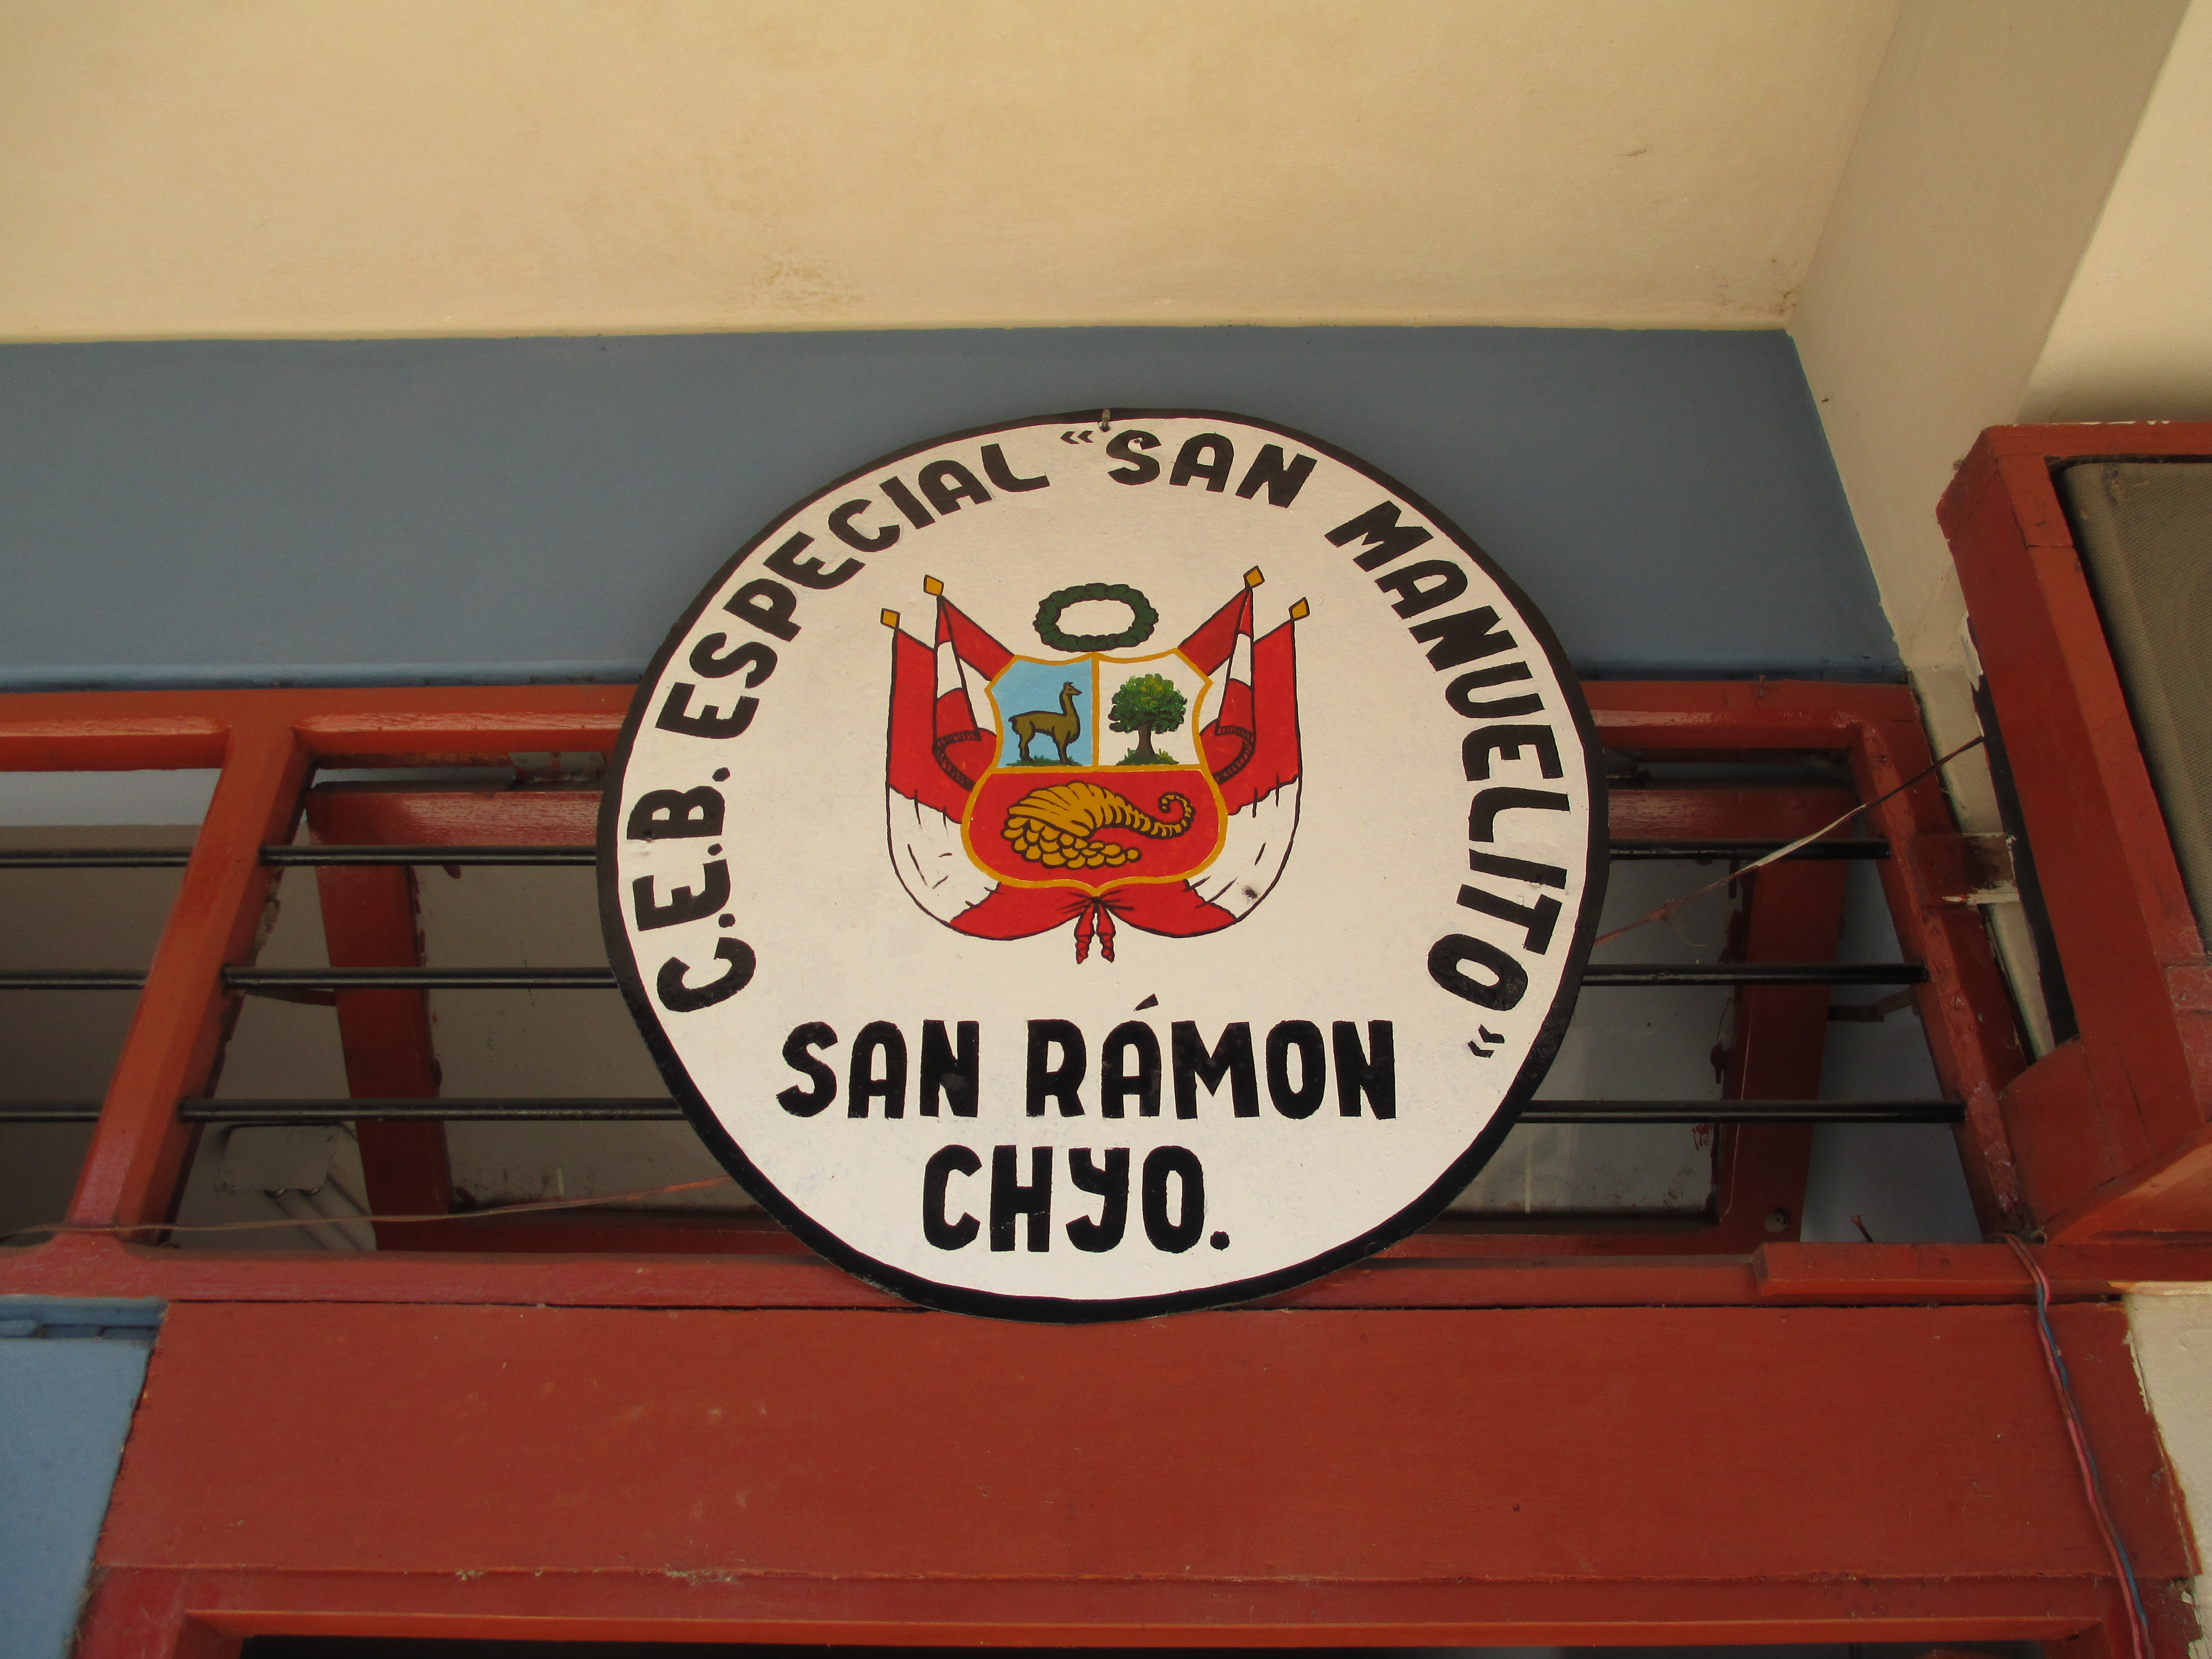 C.E.B. ESPECIAL "SAN MANUELITO"
SAN RÁMON
CHYO.